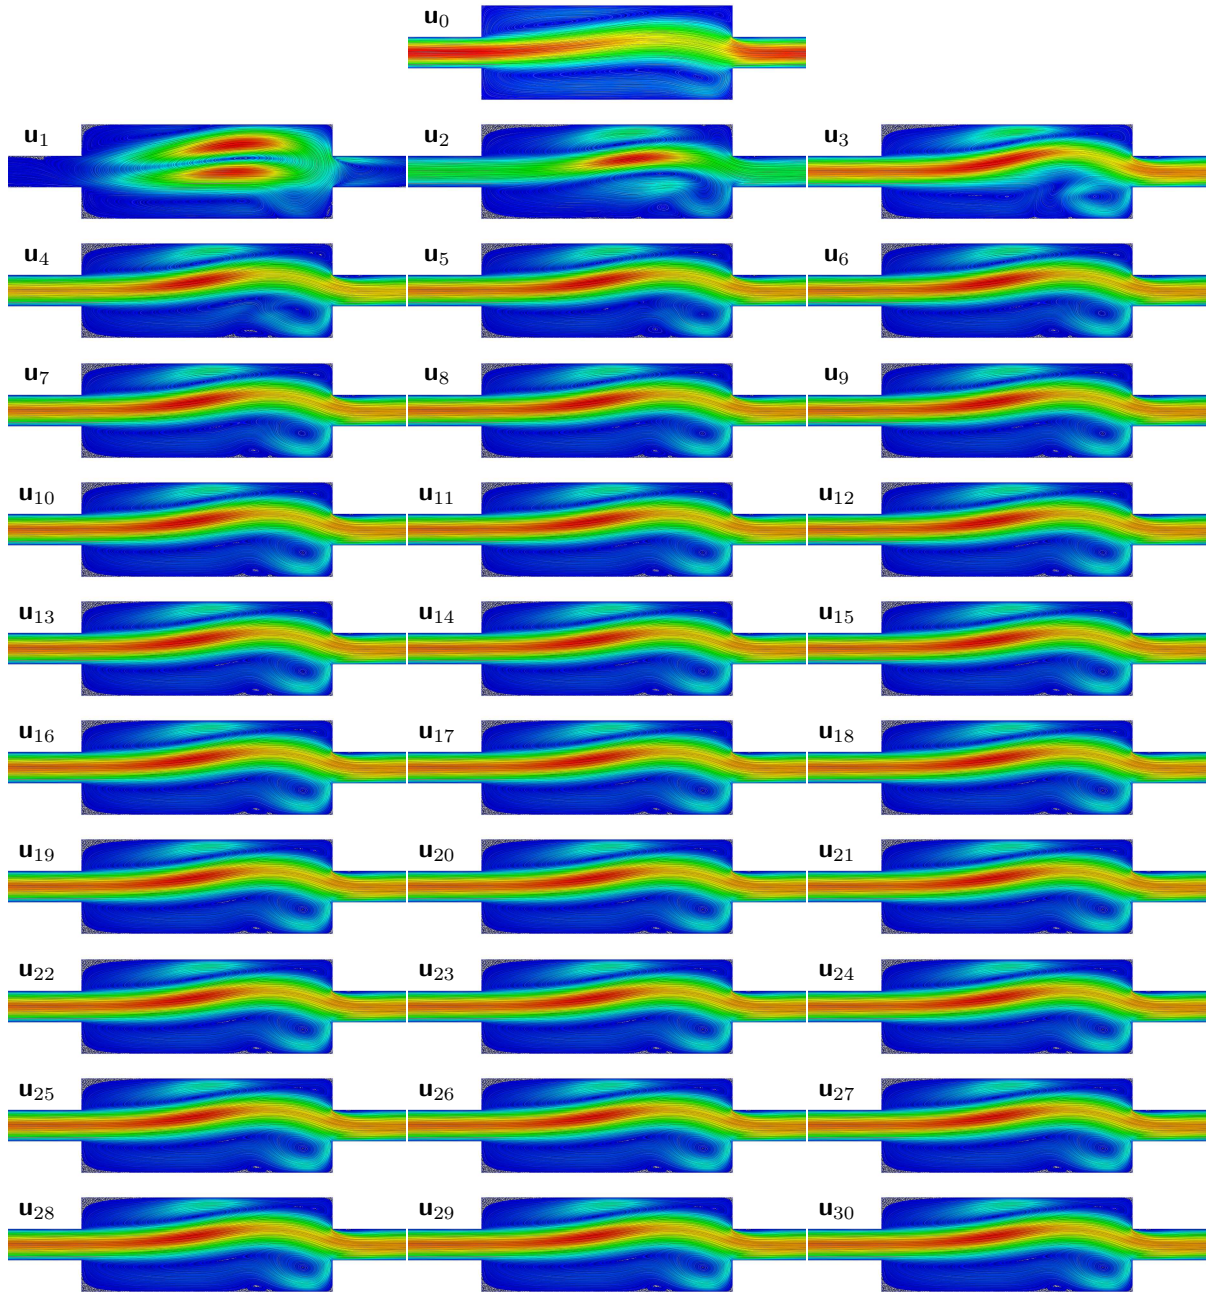 u₀
u₁ u₂ u₃
u₄ u₅ u₆
u₇ u₈ u₉
u₁₀ u₁₁ u₁₂
u₁₃ u₁₄ u₁₅
u₁₆ u₁₇ u₁₈
u₁₉ u₂₀ u₂₁
u₂₂ u₂₃ u₂₄
u₂₅ u₂₆ u₂₇
u₂₈ u₂₉ u₃₀